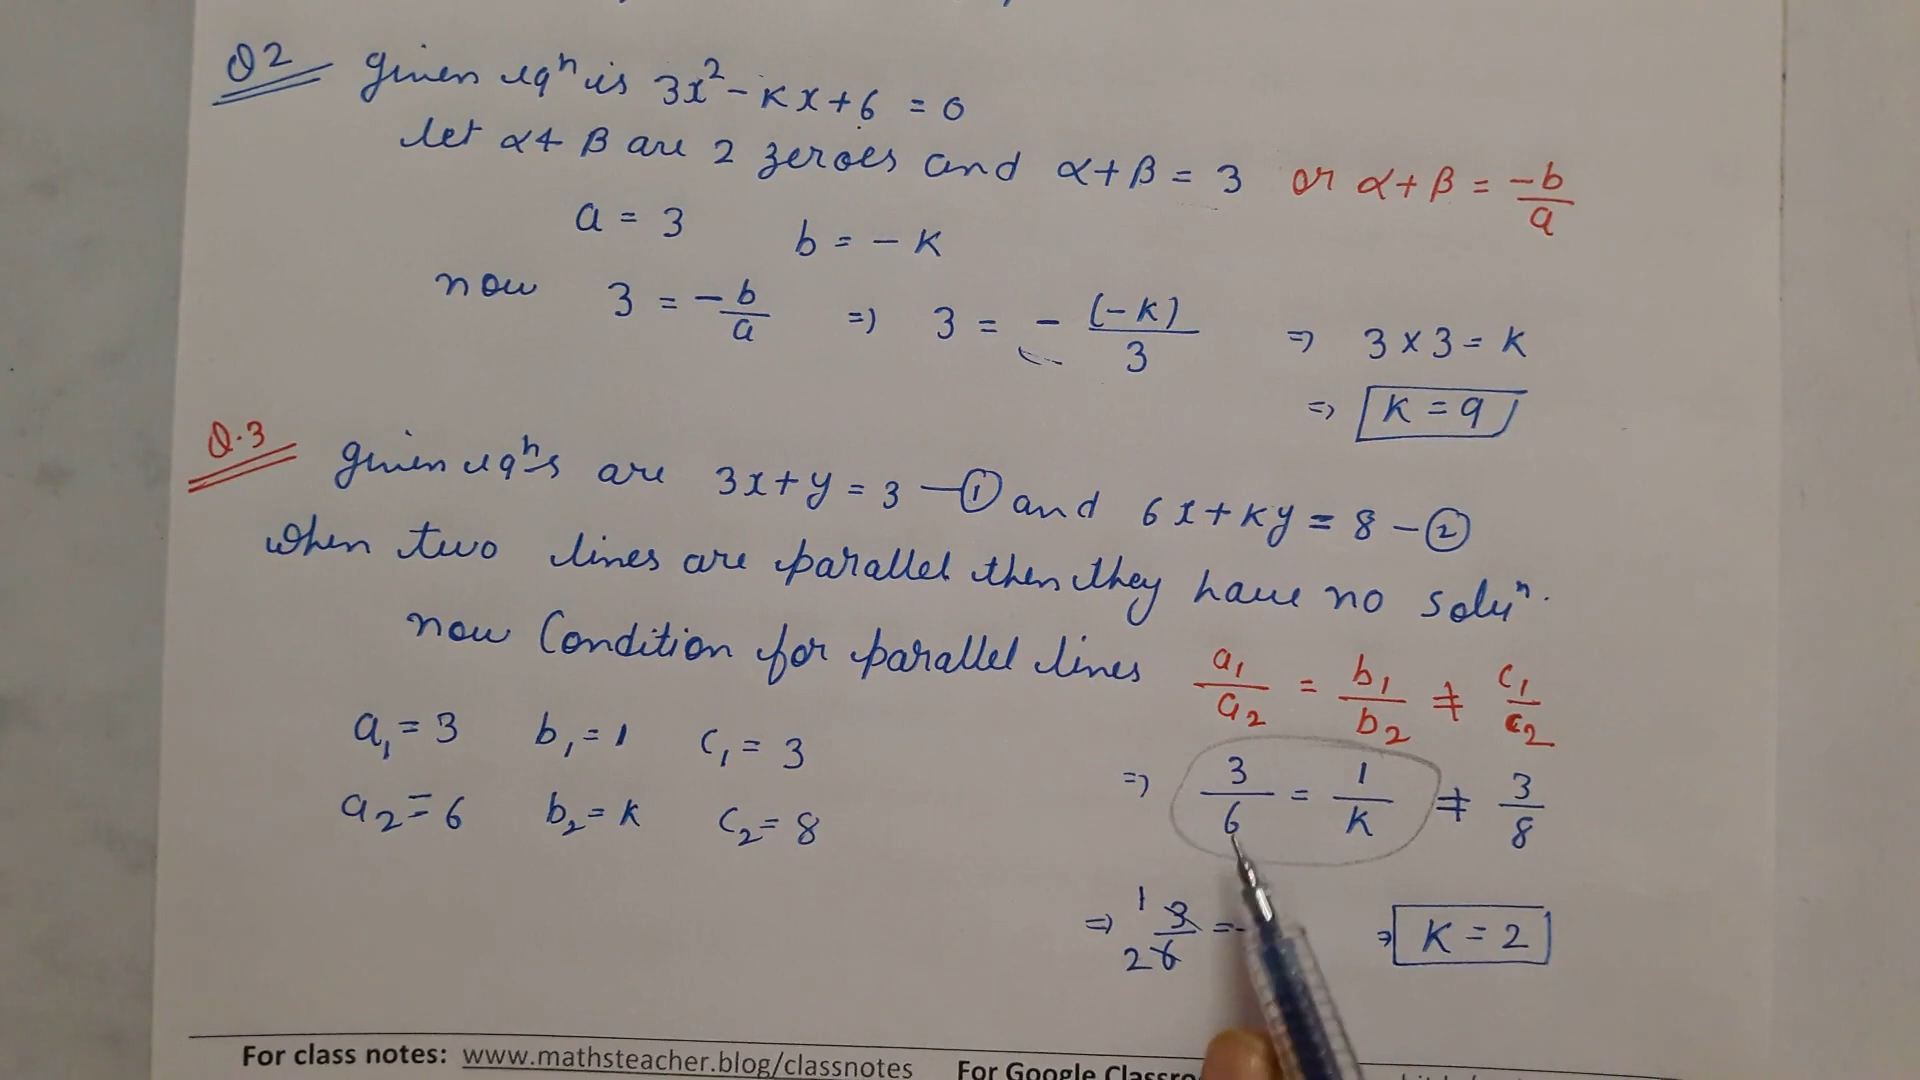 Q2 given eqⁿ is 3x² - Kx + 6 = 0
let α & β are 2 zeroes and α + β = 3 or α + β = -b/a
a = 3 b = - K
now 3 = - b/a ⇒ 3 = - (-K)/3 ⇒ 3 × 3 = K
⇒ K = 9
Q.3 given eqⁿs are 3x + y = 3 - ① and 6x + Ky = 8 - ②
when two lines are parallel then they have no soluⁿ.
now Condition for parallel lines a₁/a₂ = b₁/b₂ ≠ c₁/c₂
a₁ = 3 b₁ = 1 c₁ = 3
⇒ 3/6 = 1/K ≠ 3/8
a₂ = 6 b₂ = K c₂ = 8
⇒ 1 3/2 6 = ⇒ K = 2
For class notes: www.mathsteacher.blog/classnotes For Google Classro